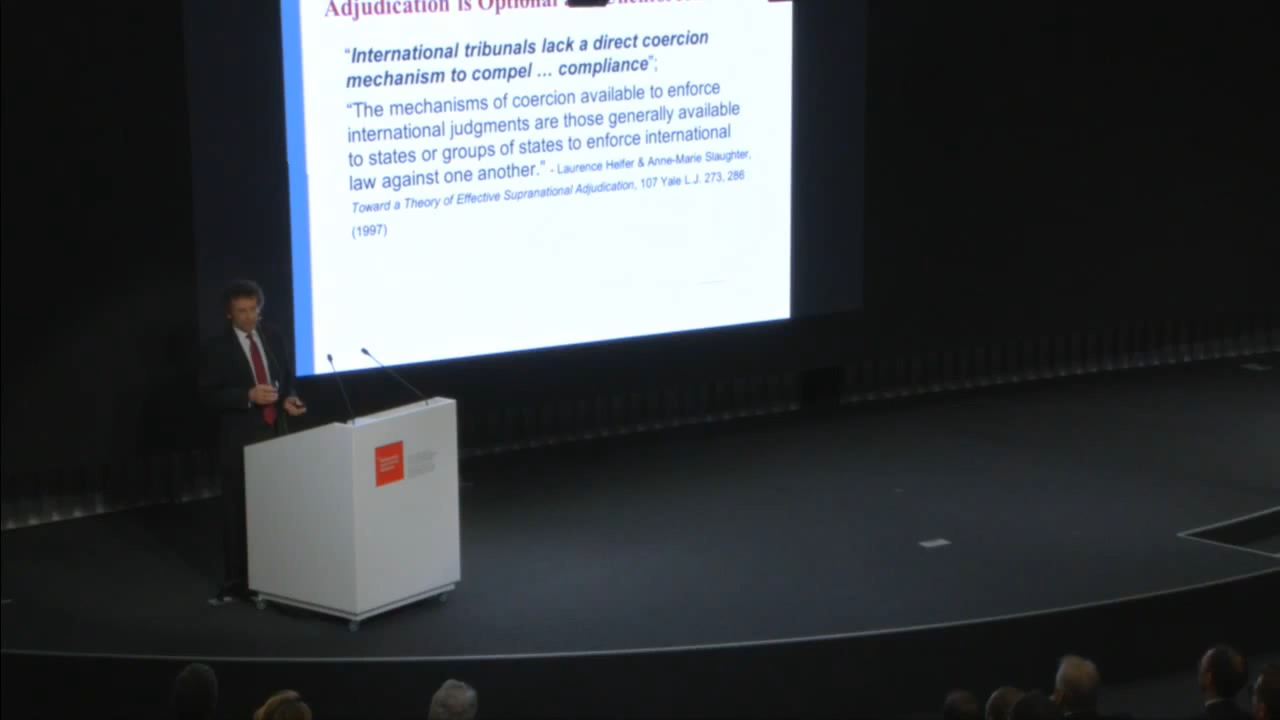 Adjudication is Optional
“International tribunals lack a direct coercion
mechanism to compel ... compliance”;
“The mechanisms of coercion available to enforce
international judgments are those generally available
to states or groups of states to enforce international
law against one another.” - Laurence Helfer & Anne-Marie Slaughter,
Toward a Theory of Effective Supranational Adjudication, 107 Yale L.J. 273, 286
(1997)